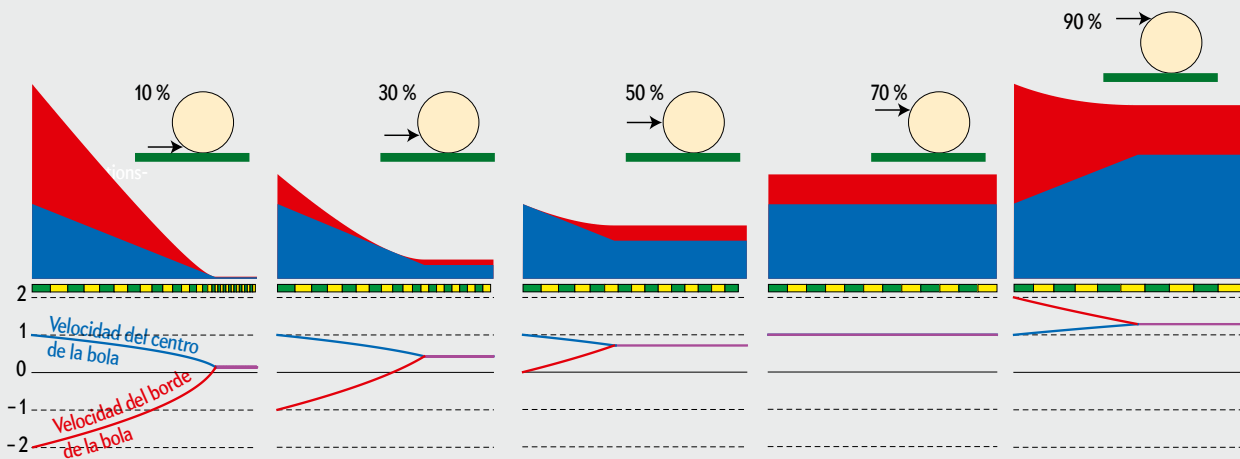 90 %
10 %
30 %
50 %
70 %
ions-
2
1
0
-1
-2
Velocidad del centro
de la bola
Velocidad del borde
de la bola